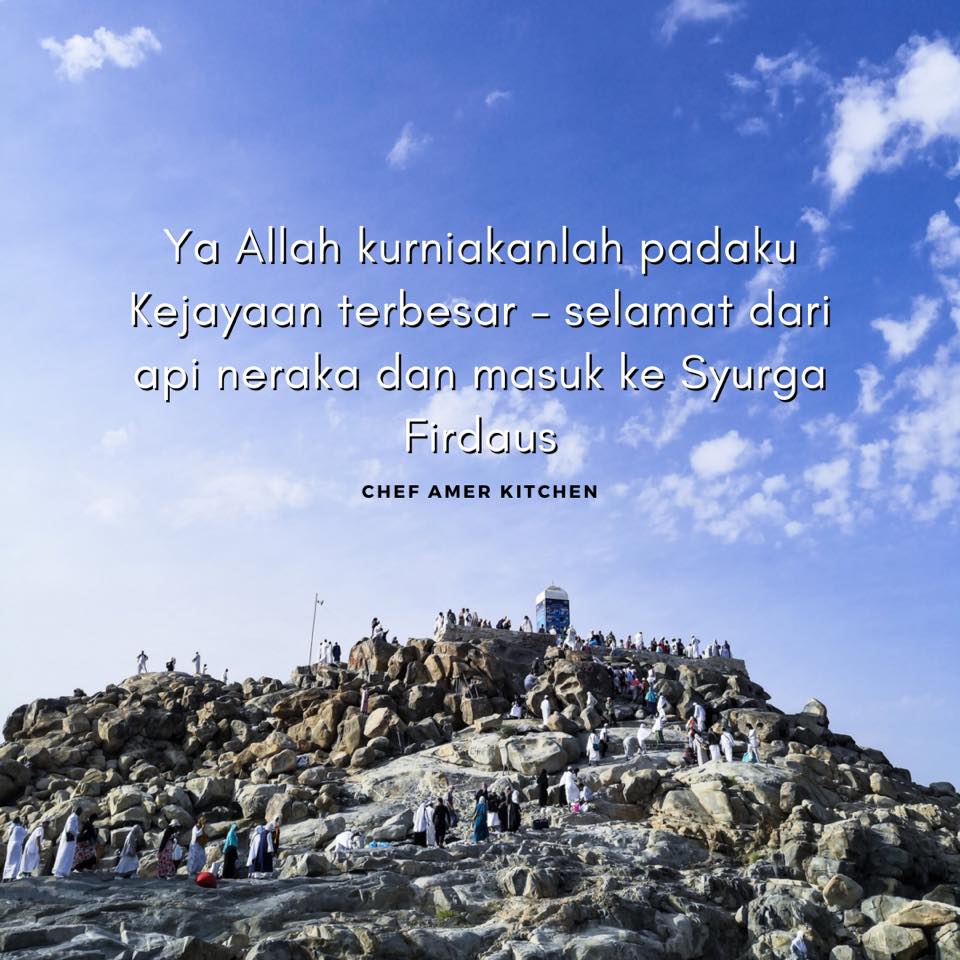 Ya Allah kurniakanlah padaku
Kejayaan terbesar – selamat dari
api neraka dan masuk ke Syurga
Firdaus
CHEF AMER KITCHEN